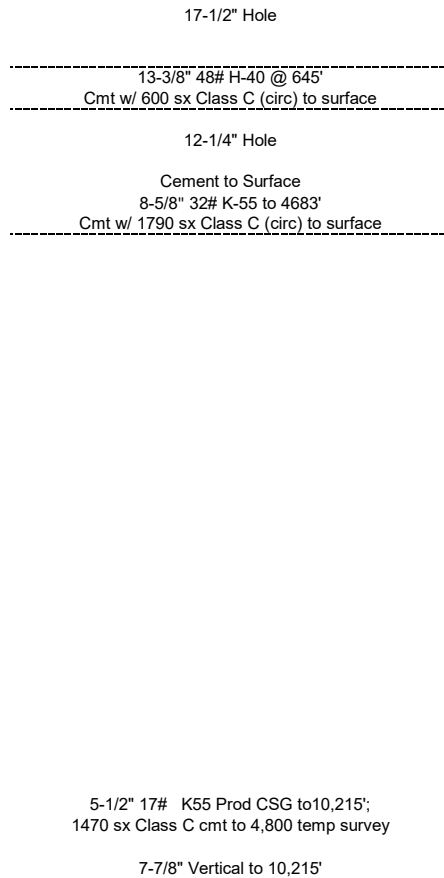 17-1/2" Hole
13-3/8" 48# H-40 @ 645'
Cmt w/ 600 sx Class C (circ) to surface
12-1/4" Hole
Cement to Surface
8-5/8" 32# K-55 to 4683'
Cmt w/ 1790 sx Class C (circ) to surface
5-1/2" 17#   K55 Prod CSG to10,215';
1470 sx Class C cmt to 4,800 temp survey
7-7/8" Vertical to 10,215'